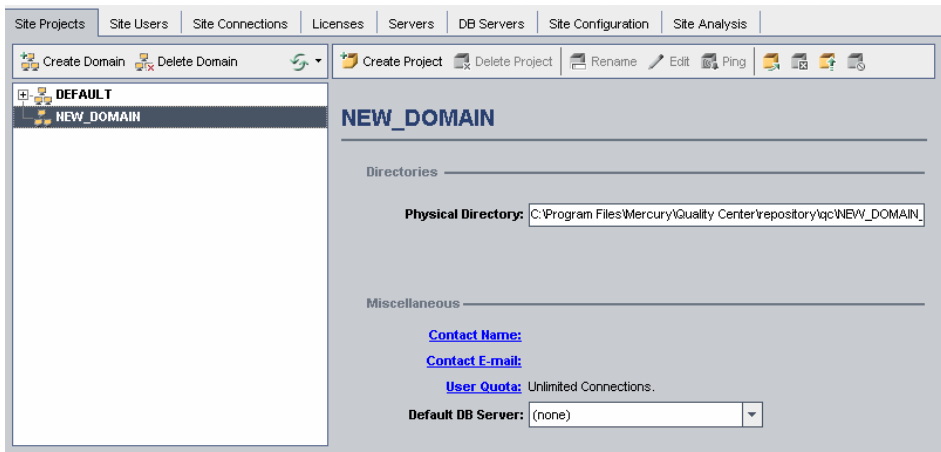 Site Projects Site Users Site Connections Licenses Servers DB Servers Site Configuration Site Analysis
Create Domain Delete Domain Create Project Delete Project Rename Edit Ping
DEFAULT
NEW_DOMAIN
NEW_DOMAIN
Directories
Physical Directory: C:\Program Files\Mercury\Quality Center\repository\qc\NEW_DOMAIN_
Miscellaneous
Contact Name:
Contact E-mail:
User Quota: Unlimited Connections.
Default DB Server: (none)